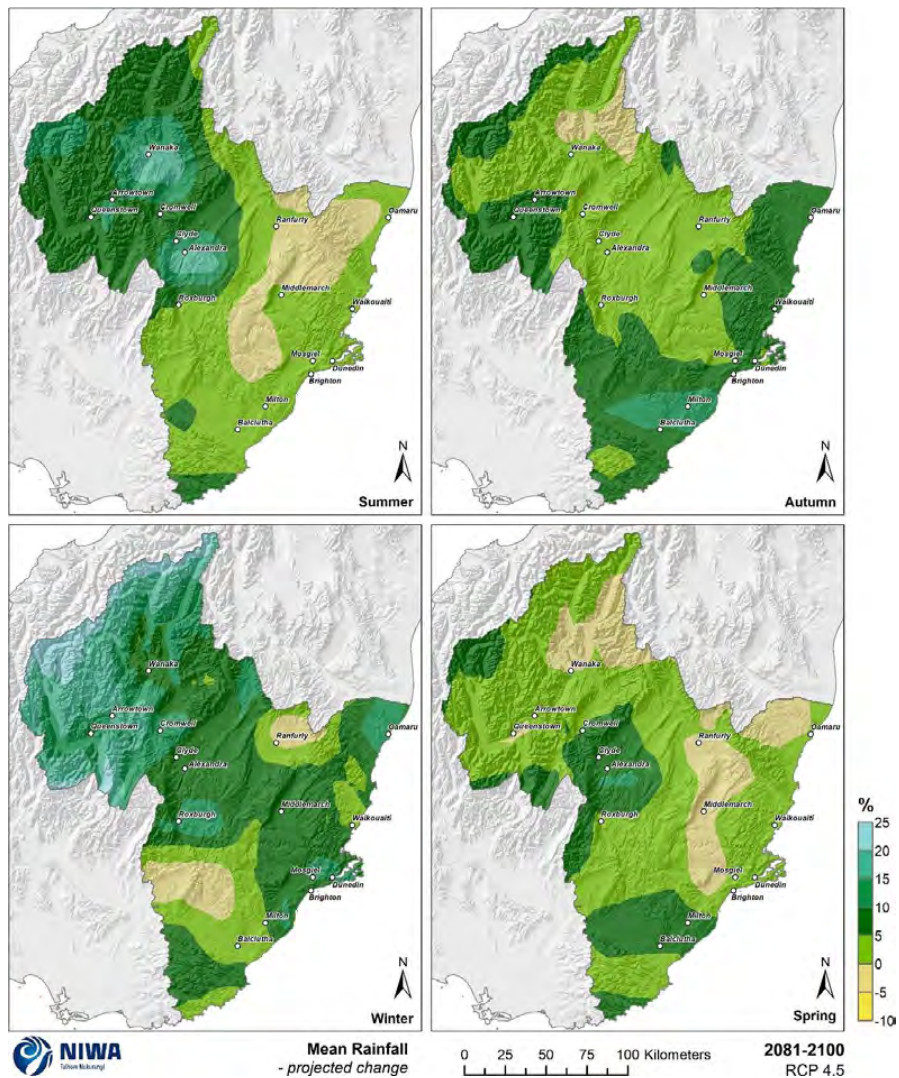 Wanaka
Arrowtown
Queenstown
Cromwell
Clyde
Alexandra
Ranfurly
Oamaru
Roxburgh
Middlemarch
Waikouaiti
Mosgiel
Dunedin
Brighton
Milton
Balclutha
N
Summer
Wanaka
Arrowtown
Queenstown
Cromwell
Clyde
Alexandra
Ranfurly
Oamaru
Roxburgh
Middlemarch
Waikouaiti
Mosgiel
Dunedin
Brighton
Milton
Balclutha
N
Autumn
Wanaka
Arrowtown
Queenstown
Cromwell
Clyde
Alexandra
Ranfurly
Oamaru
Roxburgh
Middlemarch
Waikouaiti
Mosgiel
Dunedin
Brighton
Milton
Balclutha
N
Winter
Wanaka
Arrowtown
Queenstown
Cromwell
Clyde
Alexandra
Ranfurly
Oamaru
Roxburgh
Middlemarch
Waikouaiti
Mosgiel
Dunedin
Brighton
Milton
Balclutha
N
Spring
%
25
20
15
10
5
0
-5
-10
NIWA
Taihoro Nukurangi
Mean Rainfall
- projected change
0 25 50 75 100 Kilometers
2081-2100
RCP 4.5